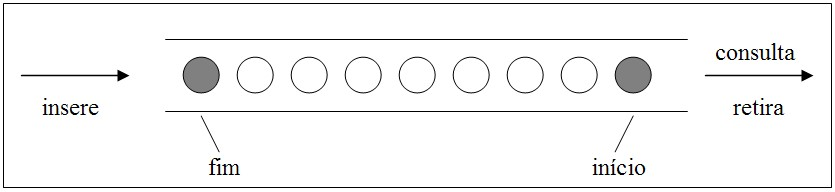 insere
fim
início
consulta
retira